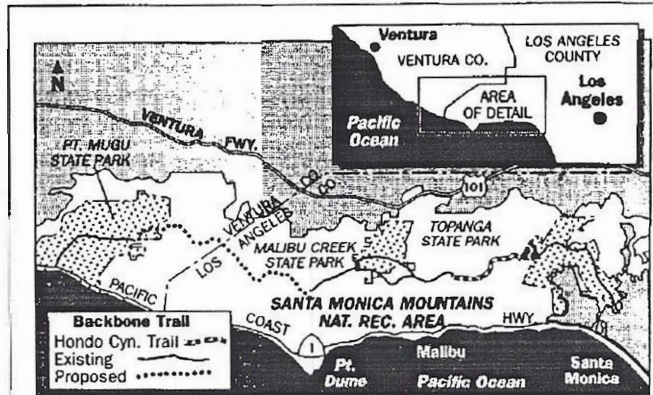 Ventura
VENTURA CO.
LOS ANGELES
COUNTY
Los
Angeles
AREA
OF DETAIL
Pacific
Ocean
N
VENTURA
FWY.
PT. MUGU
STATE PARK
CO.
CO.
101
VENTURA
LOS ANGELES
TOPANGA
STATE PARK
MALIBU CREEK
STATE PARK
PACIFIC
COAST
HWY.
SANTA MONICA MOUNTAINS
NAT. REC. AREA
1
Backbone Trail
Hondo Cyn. Trail
Existing
Proposed
Pt.
Dume
Malibu
Pacific Ocean
Santa
Monica